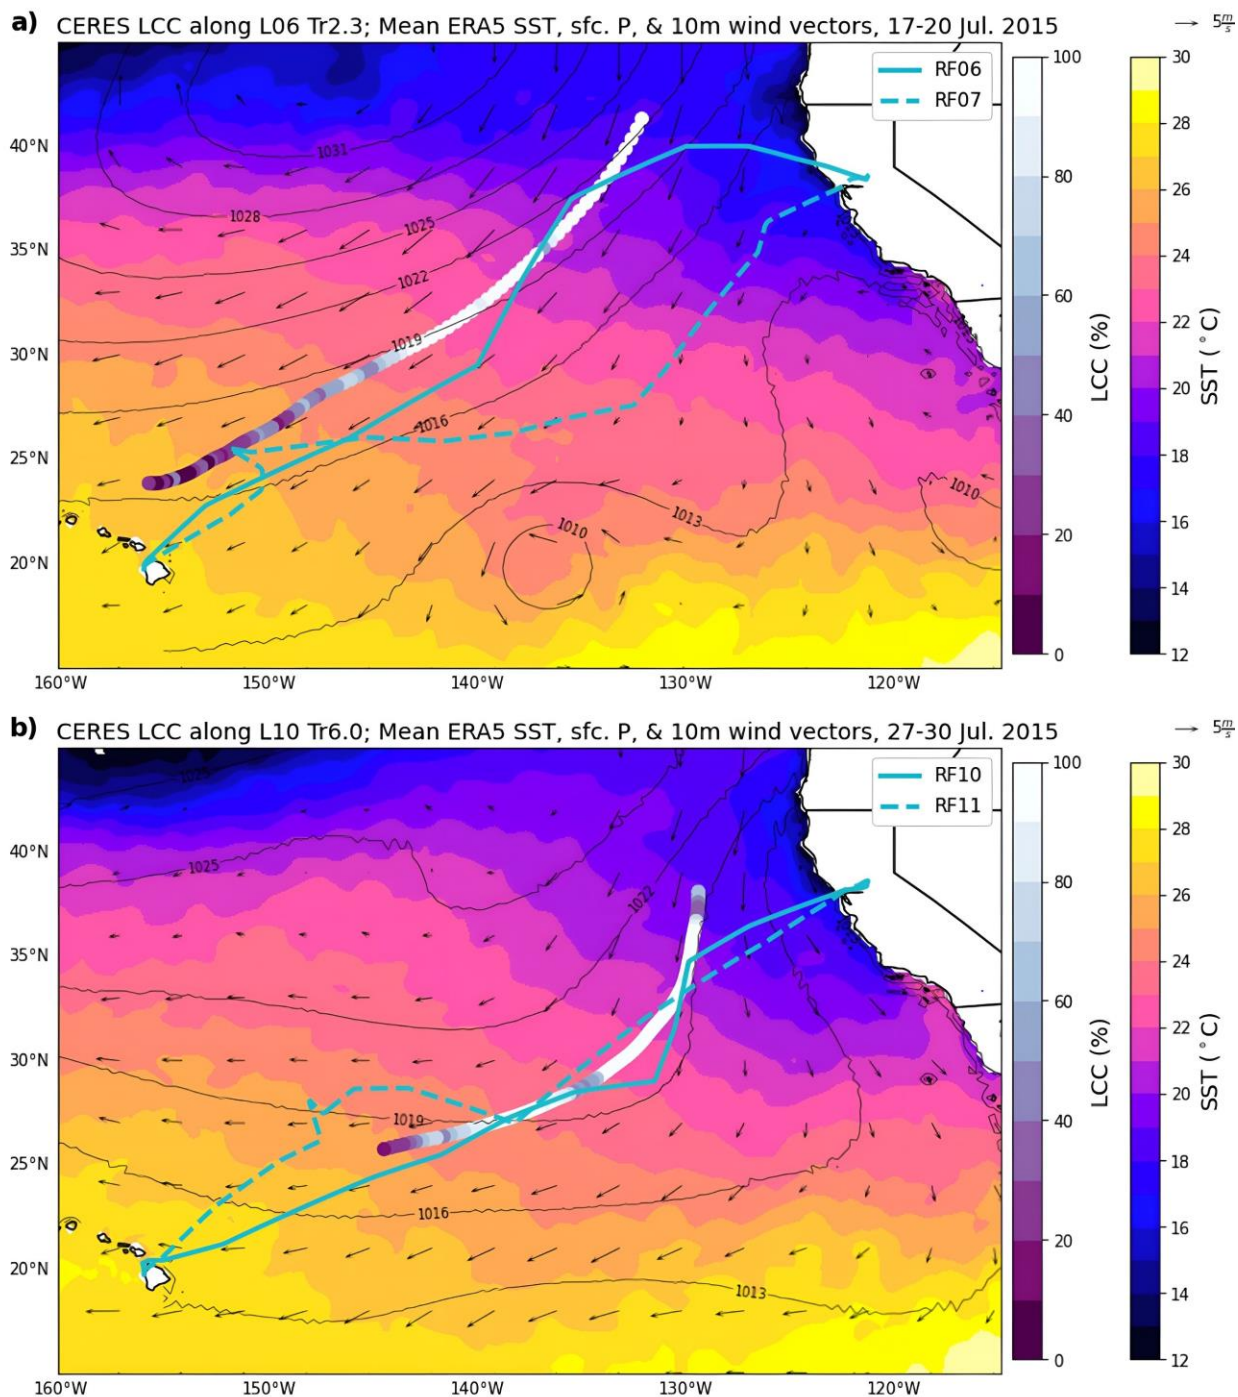 a) CERES LCC along L06 Tr2.3; Mean ERA5 SST, sfc. P, & 10m wind vectors, 17-20 Jul. 2015
5 m/s
RF06
RF07
1031
1028
1025
1022
1019
1016
1013
1010
1010
40°N
35°N
30°N
25°N
20°N
160°W 150°W 140°W 130°W 120°W
100
80
60
40
20
0
LCC (%)
30
28
26
24
22
20
18
16
14
12
SST (°C)
b) CERES LCC along L10 Tr6.0; Mean ERA5 SST, sfc. P, & 10m wind vectors, 27-30 Jul. 2015
5 m/s
RF10
RF11
1025
1022
1019
1016
1013
40°N
35°N
30°N
25°N
20°N
160°W 150°W 140°W 130°W 120°W
100
80
60
40
20
0
LCC (%)
30
28
26
24
22
20
18
16
14
12
SST (°C)